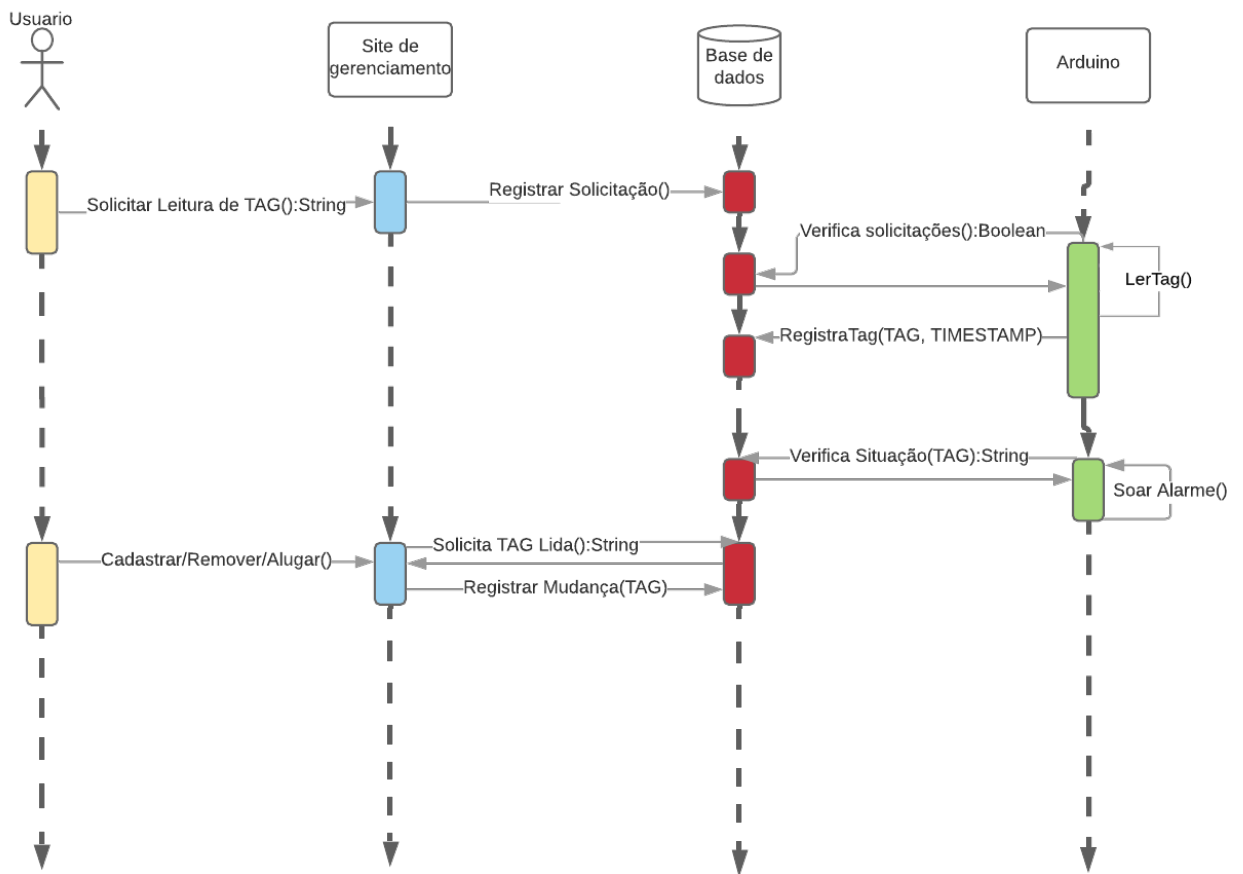 Usuario
Site de
gerenciamento
Base de
dados
Arduino
Solicitar Leitura de TAG():String
Registrar Solicitação()
Verifica solicitações():Boolean
LerTag()
RegistraTag(TAG, TIMESTAMP)
Verifica Situação(TAG):String
Soar Alarme()
Cadastrar/Remover/Alugar()
Solicita TAG Lida():String
Registrar Mudança(TAG)